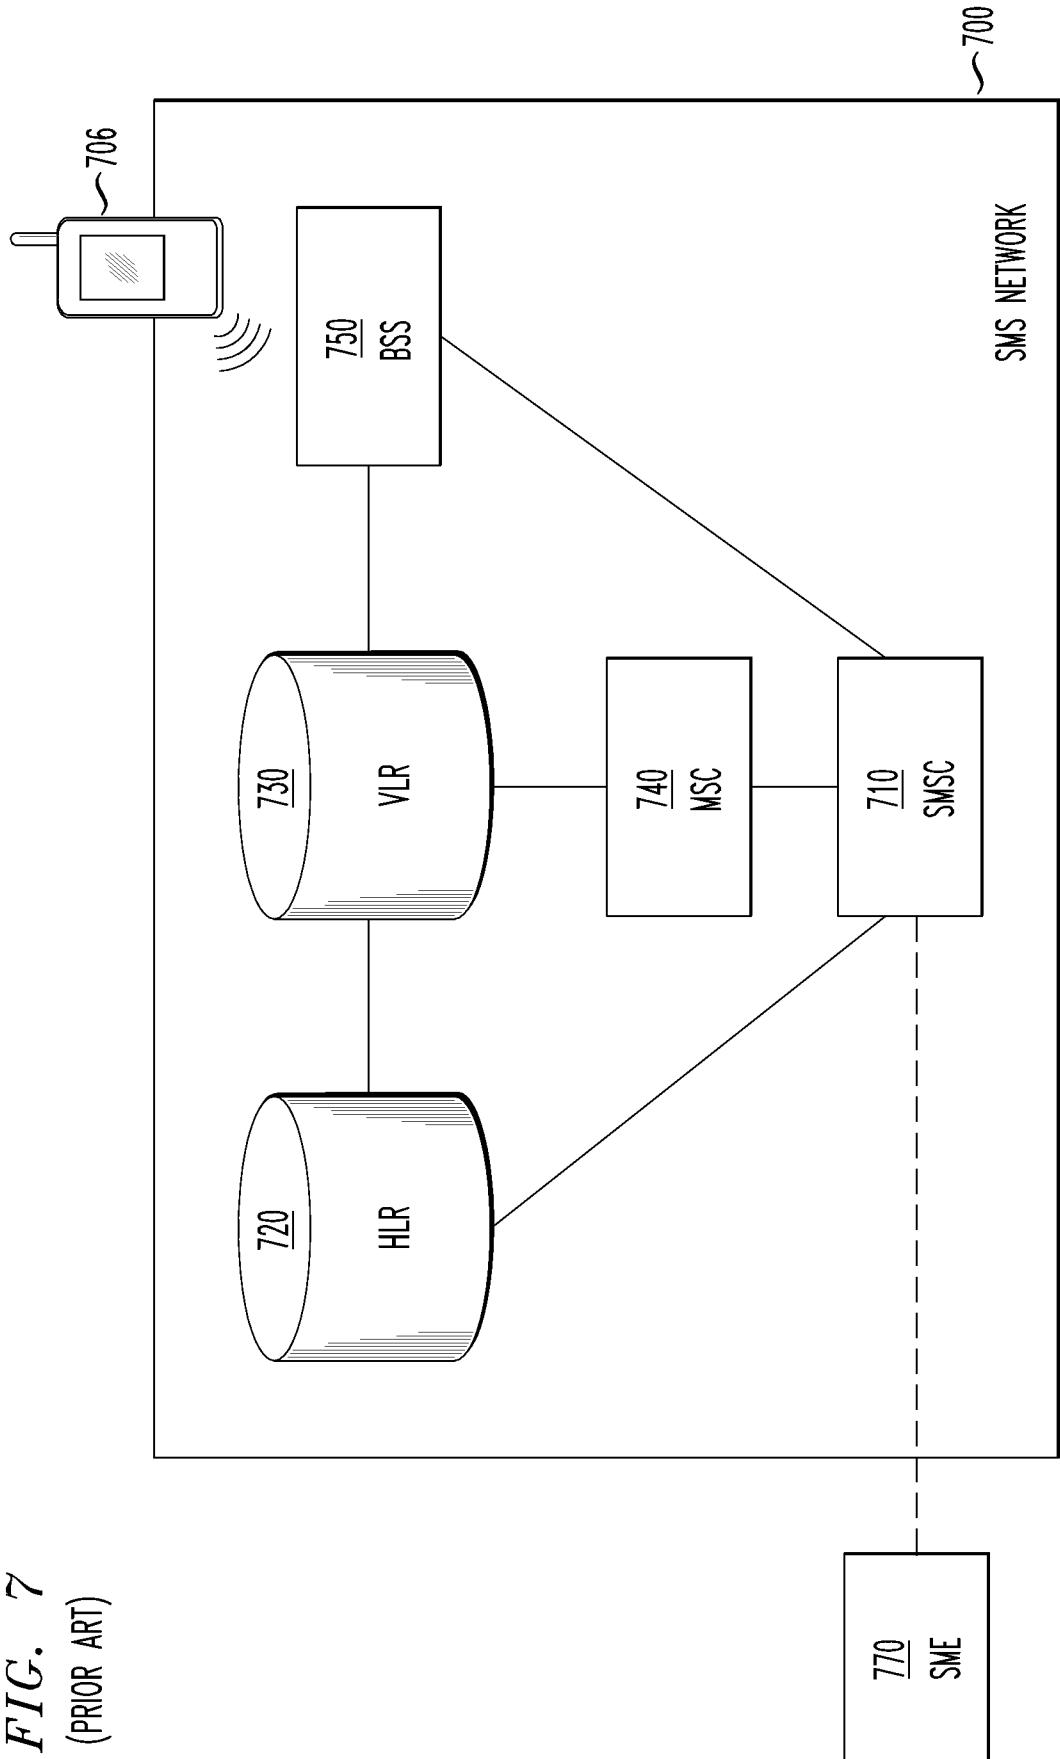 FIG. 7
(PRIOR ART)
706
700
720
HLR
730
VLR
750
BSS
740
MSC
770
SME
710
SMSC
SMS NETWORK